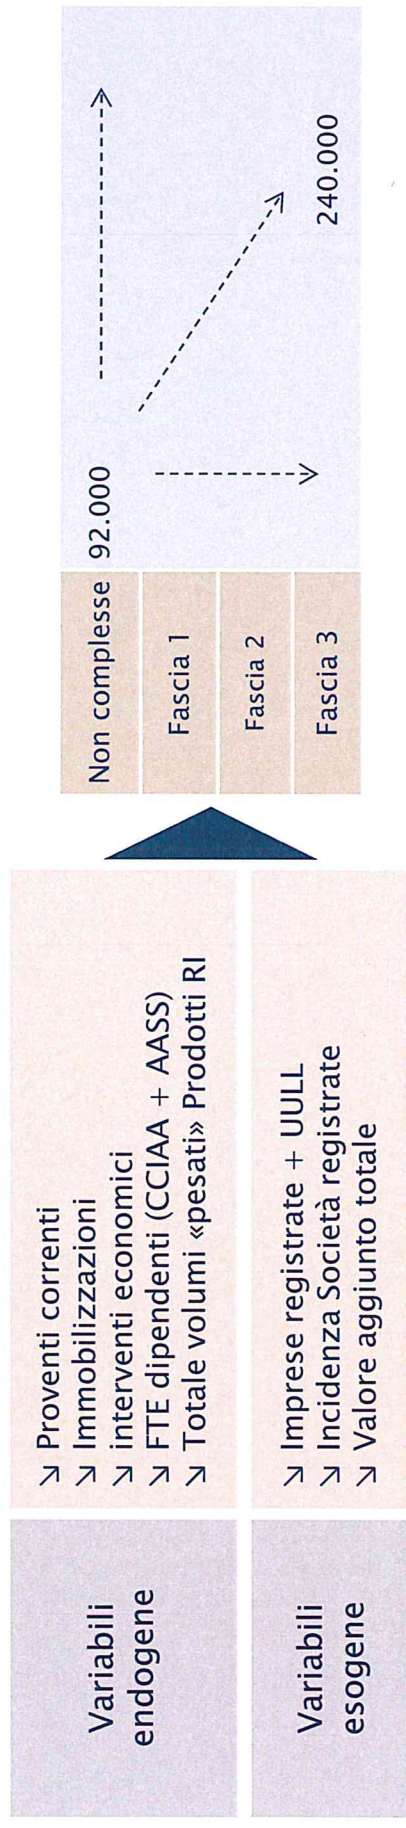 Variabili
endogene
↘ Proventi correnti
↘ Immobilizzazioni
↘ interventi economici
↘ FTE dipendenti (CCIAA + AASS)
↘ Totale volumi «pesati» Prodotti RI
Variabili
esogene
↘ Imprese registrate + UULL
↘ Incidenza Società registrate
↘ Valore aggiunto totale
Non complesse
Fascia 1
Fascia 2
Fascia 3
92.000
240.000